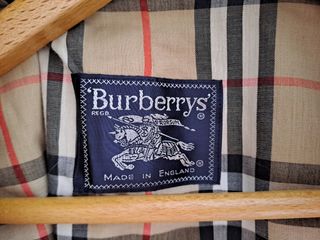 'Burberrys'
REGD ®
®
MADE IN ENGLAND